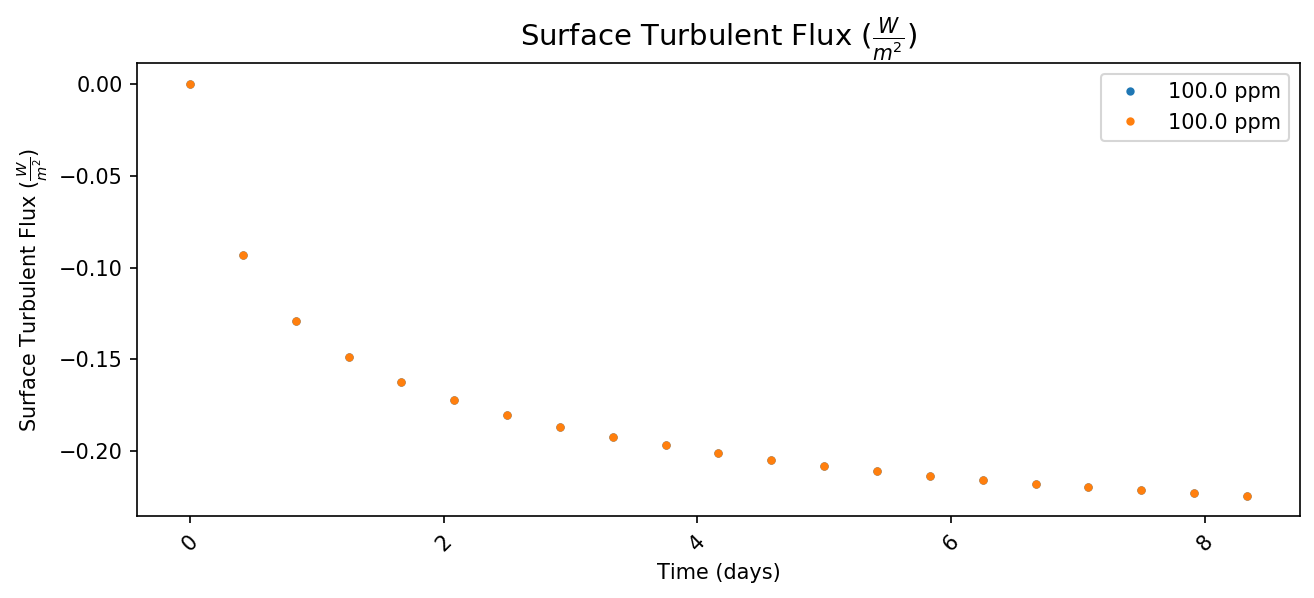 Surface Turbulent Flux (W/m²)
100.0 ppm
100.0 ppm
Surface Turbulent Flux (W/m²)
0.00
−0.05
−0.10
−0.15
−0.20
0 2 4 6 8
Time (days)